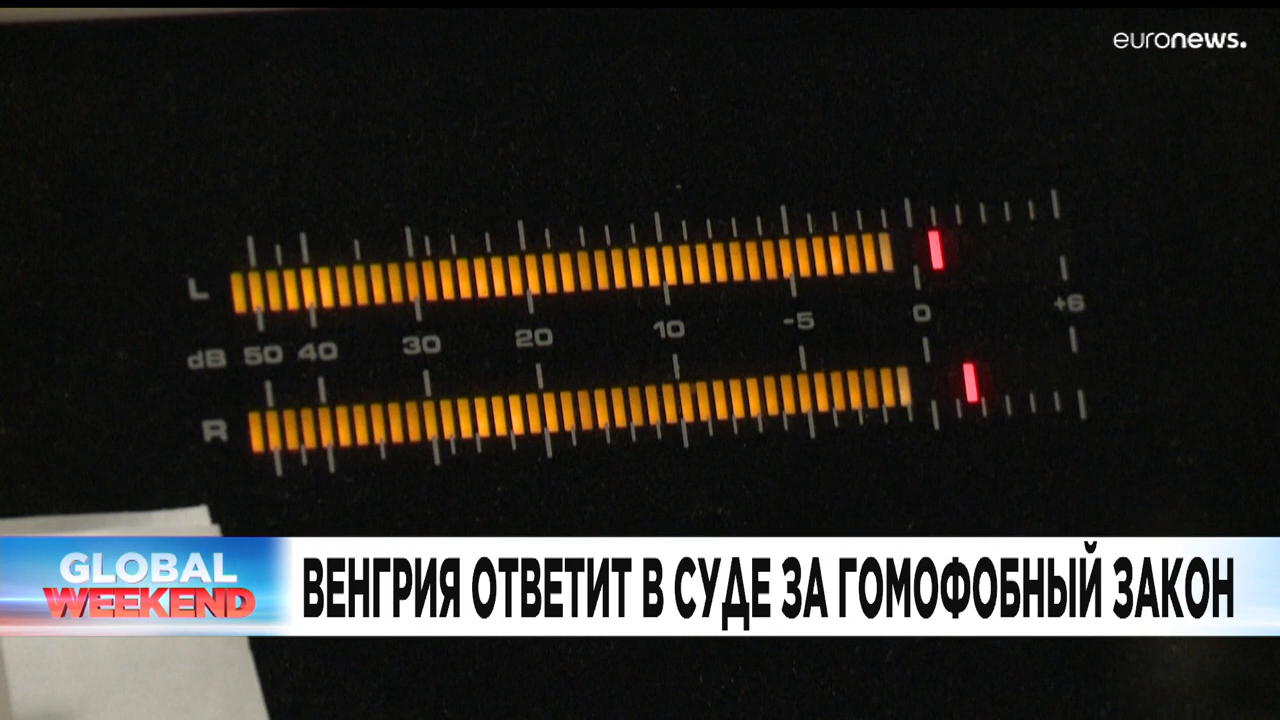 euronews.
L
dB 50 40 30 20 10 -5 0 +6
R
GLOBAL
WEEKEND
ВЕНГРИЯ ОТВЕТИТ В СУДЕ ЗА ГОМОФОБНЫЙ ЗАКОН